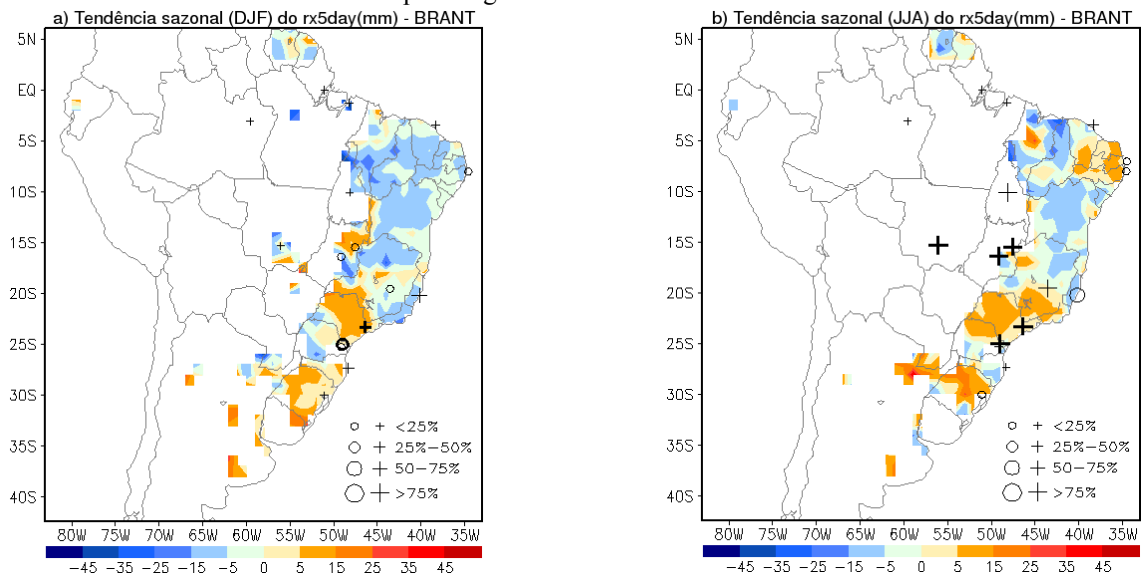 a) Tendência sazonal (DJF) do rx5day(mm) - BRANT
b) Tendência sazonal (JJA) do rx5day(mm) - BRANT
5N
EQ
5S
10S
15S
20S
25S
30S
35S
40S
<25%
25%−50%
50−75%
>75%
80W 75W 70W 65W 60W 55W 50W 45W 40W 35W
−45 −35 −25 −15 −5 0 5 15 25 35 45
5N
EQ
5S
10S
15S
20S
25S
30S
35S
40S
<25%
25%−50%
50−75%
>75%
80W 75W 70W 65W 60W 55W 50W 45W 40W 35W
−45 −35 −25 −15 −5 0 5 15 25 35 45